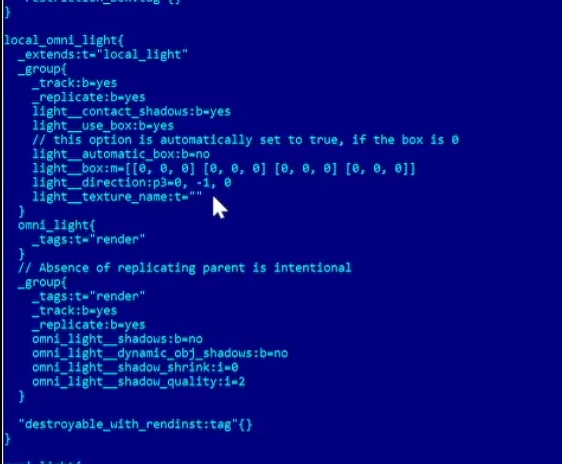 }
local_omni_light{
_extends:t="local_light"
_group{
_track:b=yes
_replicate:b=yes
light__contact_shadows:b=yes
light__use_box:b=yes
// this option is automatically set to true, if the box is 0
light__automatic_box:b=no
light__box:m=[[0, 0, 0] [0, 0, 0] [0, 0, 0] [0, 0, 0]]
light__direction:p3=0, -1, 0
light__texture_name:t=""
}
omni_light{
_tags:t="render"
}
// Absence of replicating parent is intentional
_group{
_tags:t="render"
_track:b=yes
_replicate:b=yes
omni_light__shadows:b=no
omni_light__dynamic_obj_shadows:b=no
omni_light__shadow_shrink:i=0
omni_light__shadow_quality:i=2
}
"destroyable_with_rendinst:tag"{}
}